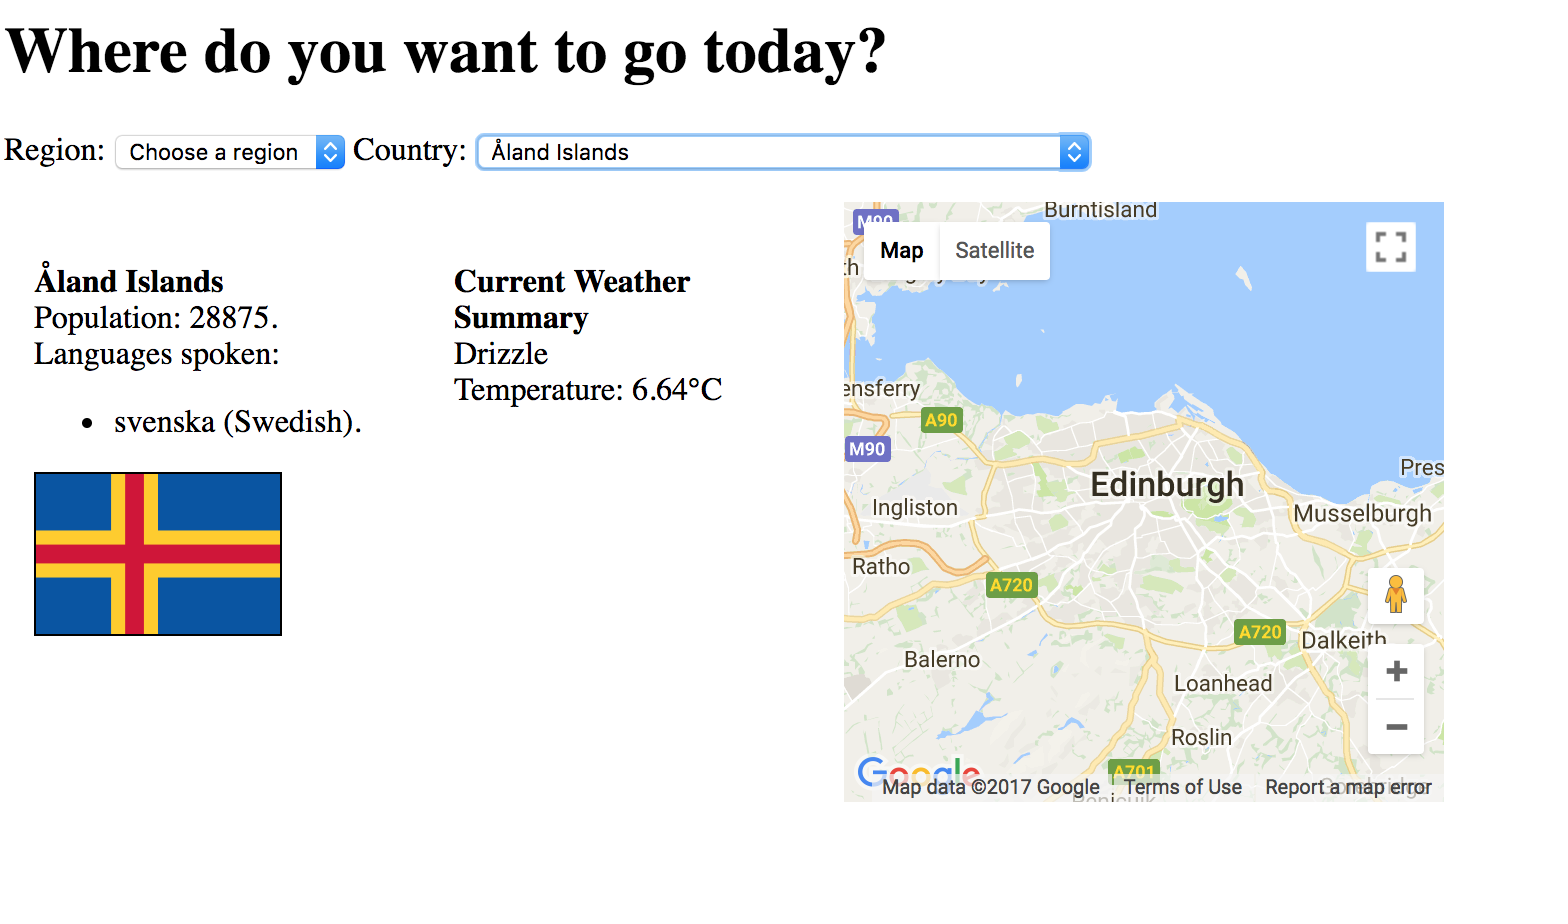 Where do you want to go today?
Region: Choose a region Country: Åland Islands
Åland Islands
Population: 28875.
Languages spoken:
• svenska (Swedish).
Current Weather
Summary
Drizzle
Temperature: 6.64°C
Burntisland
M90
Map Satellite
ensferry
A90
M90
Edinburgh
Pres
Ingliston
Musselburgh
Ratho
A720
A720
Dalkeith
Balerno
Loanhead
Roslin
A701
Google
Map data ©2017 Google Terms of Use Report a map error